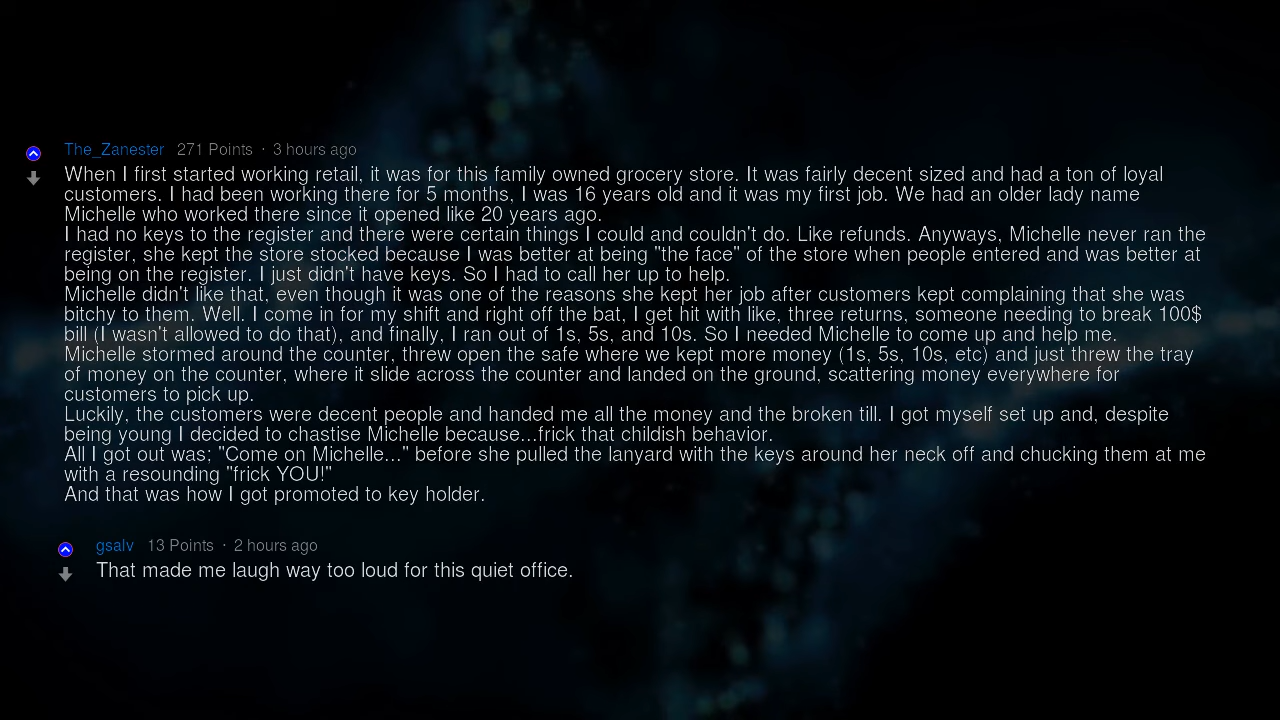 The_Zanester 271 Points · 3 hours ago
When I first started working retail, it was for this family owned grocery store. It was fairly decent sized and had a ton of loyal
customers. I had been working there for 5 months, I was 16 years old and it was my first job. We had an older lady name
Michelle who worked there since it opened like 20 years ago.
I had no keys to the register and there were certain things I could and couldn't do. Like refunds. Anyways, Michelle never ran the
register, she kept the store stocked because I was better at being "the face" of the store when people entered and was better at
being on the register. I just didn't have keys. So I had to call her up to help.
Michelle didn't like that, even though it was one of the reasons she kept her job after customers kept complaining that she was
bitchy to them. Well. I come in for my shift and right off the bat, I get hit with like, three returns, someone needing to break 100$
bill (I wasn't allowed to do that), and finally, I ran out of 1s, 5s, and 10s. So I needed Michelle to come up and help me.
Michelle stormed around the counter, threw open the safe where we kept more money (1s, 5s, 10s, etc) and just threw the tray
of money on the counter, where it slide across the counter and landed on the ground, scattering money everywhere for
customers to pick up.
Luckily, the customers were decent people and handed me all the money and the broken till. I got myself set up and, despite
being young I decided to chastise Michelle because...frick that childish behavior.
All I got out was; "Come on Michelle..." before she pulled the lanyard with the keys around her neck off and chucking them at me
with a resounding "frick YOU!"
And that was how I got promoted to key holder.
gsalv 13 Points · 2 hours ago
That made me laugh way too loud for this quiet office.